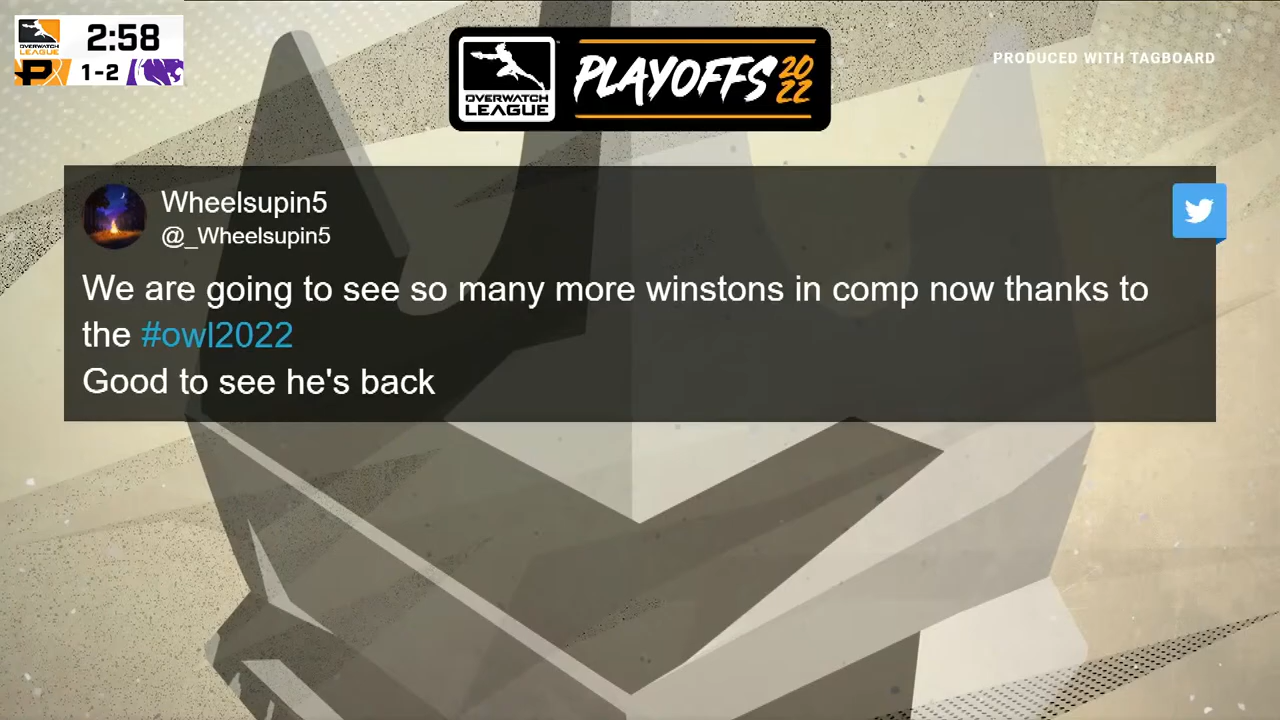 OVERWATCH
LEAGUE
2:58
1-2
OVERWATCH
LEAGUE
PLAYOFFS 2022
PRODUCED WITH TAGBOARD
Wheelsupin5
@_Wheelsupin5
We are going to see so many more winstons in comp now thanks to
the #owl2022
Good to see he's back